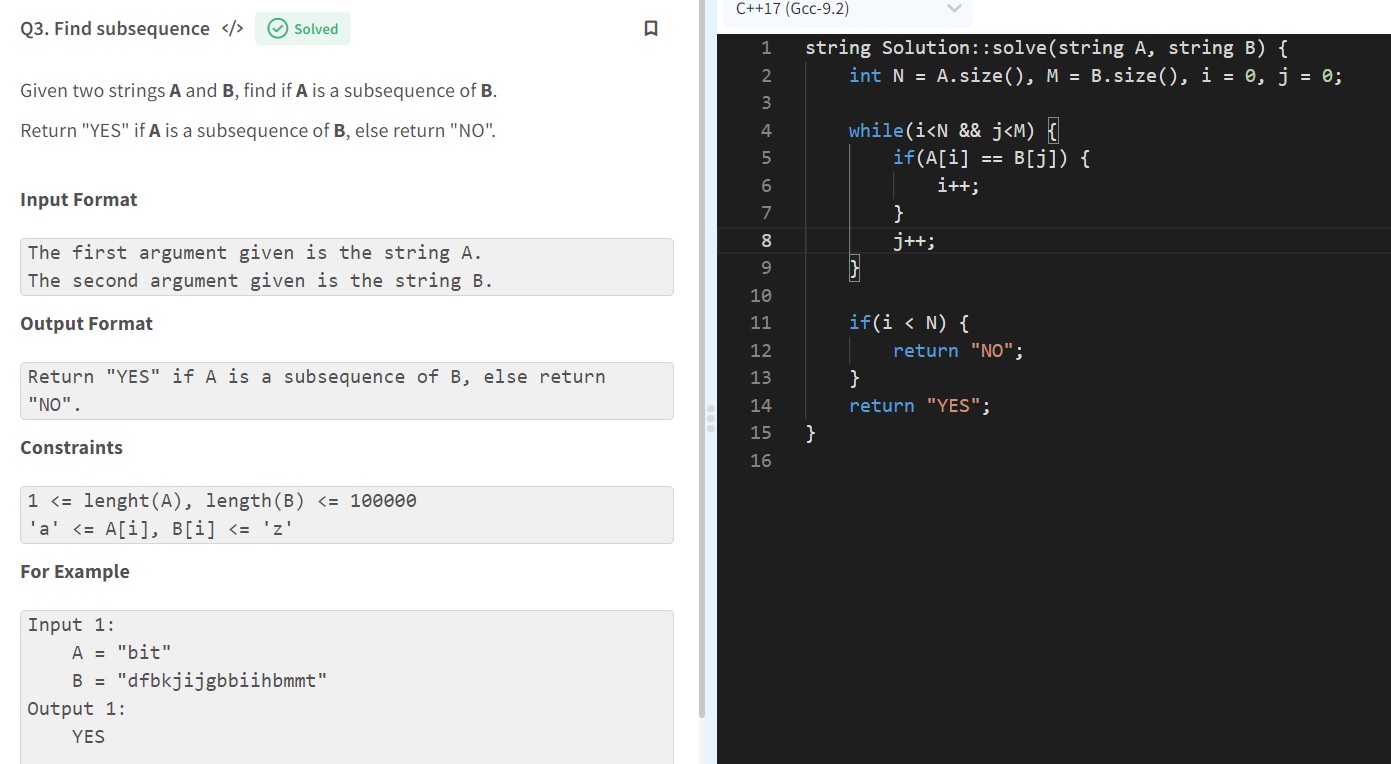 Q3. Find subsequence </> Solved
Given two strings A and B, find if A is a subsequence of B.
Return "YES" if A is a subsequence of B, else return "NO".
Input Format
The first argument given is the string A.
The second argument given is the string B.
Output Format
Return "YES" if A is a subsequence of B, else return
"NO".
Constraints
1 <= lenght(A), length(B) <= 100000
'a' <= A[i], B[i] <= 'z'
For Example
Input 1:
    A = "bit"
    B = "dfbkjijgbbiihbmmt"
Output 1:
    YES
C++17 (Gcc-9.2)
1 string Solution::solve(string A, string B) {
2     int N = A.size(), M = B.size(), i = 0, j = 0;
3
4     while(i<N && j<M) {
5         if(A[i] == B[j]) {
6             i++;
7         }
8         j++;
9     }
10
11     if(i < N) {
12         return "NO";
13     }
14     return "YES";
15 }
16